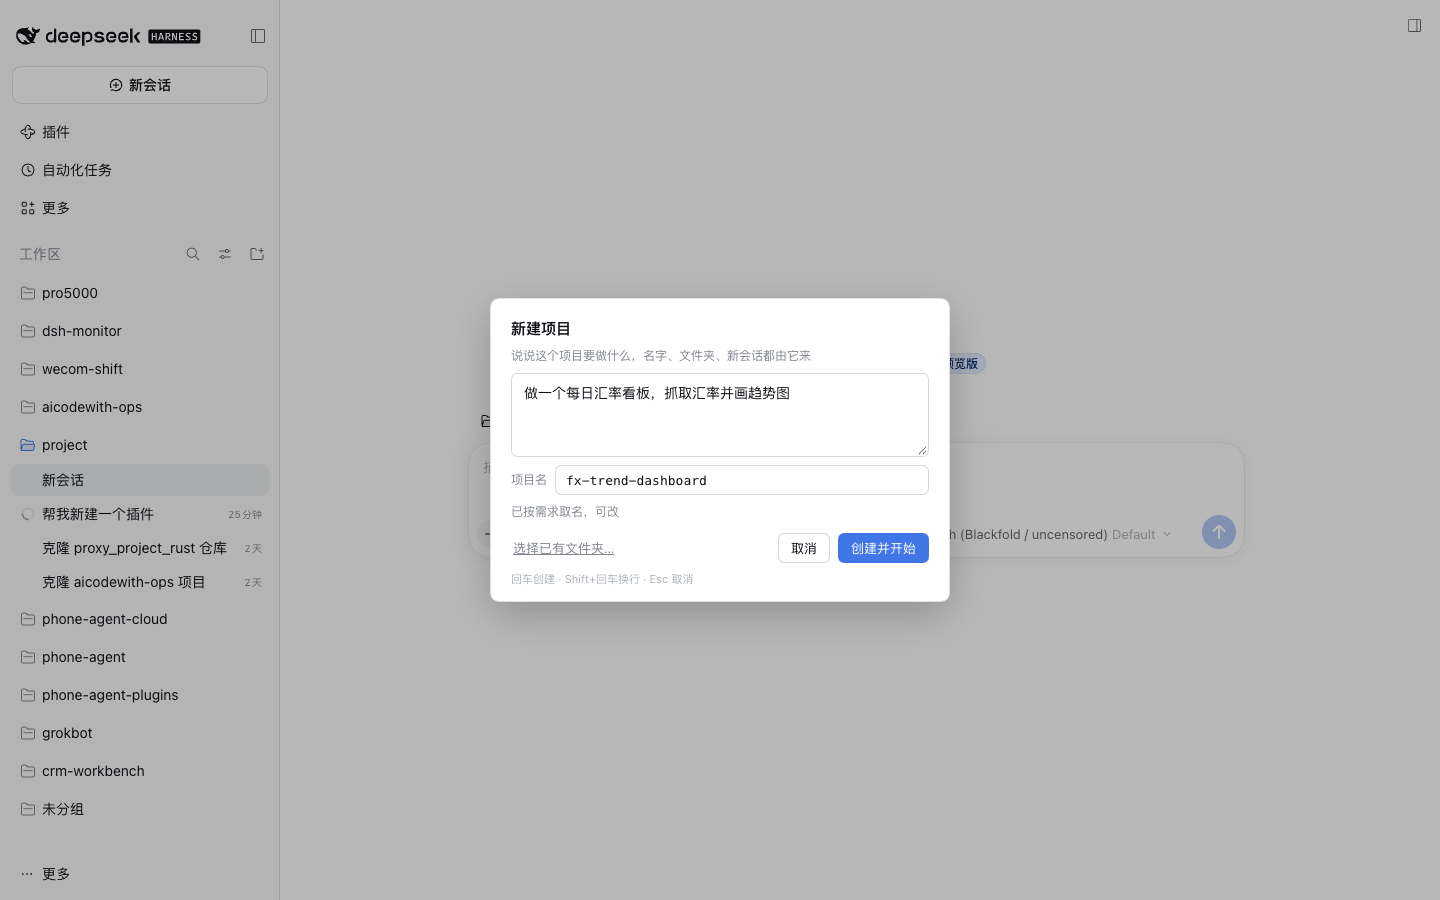 deepseek HARNESS
新会话
插件
自动化任务
更多
工作区
pro5000
dsh-monitor
wecom-shift
aicodewith-ops
project
新会话
帮我新建一个插件 25分钟
克隆 proxy_project_rust 仓库 2天
克隆 aicodewith-ops 项目 2天
phone-agent-cloud
phone-agent
phone-agent-plugins
grokbot
crm-workbench
未分组
更多
览版
(Blackfold / uncensored) Default
新建项目
说说这个项目要做什么，名字、文件夹、新会话都由它来
做一个每日汇率看板，抓取汇率并画趋势图
项目名 fx-trend-dashboard
已按需求取名，可改
选择已有文件夹... 取消 创建并开始
回车创建 · Shift+回车换行 · Esc 取消